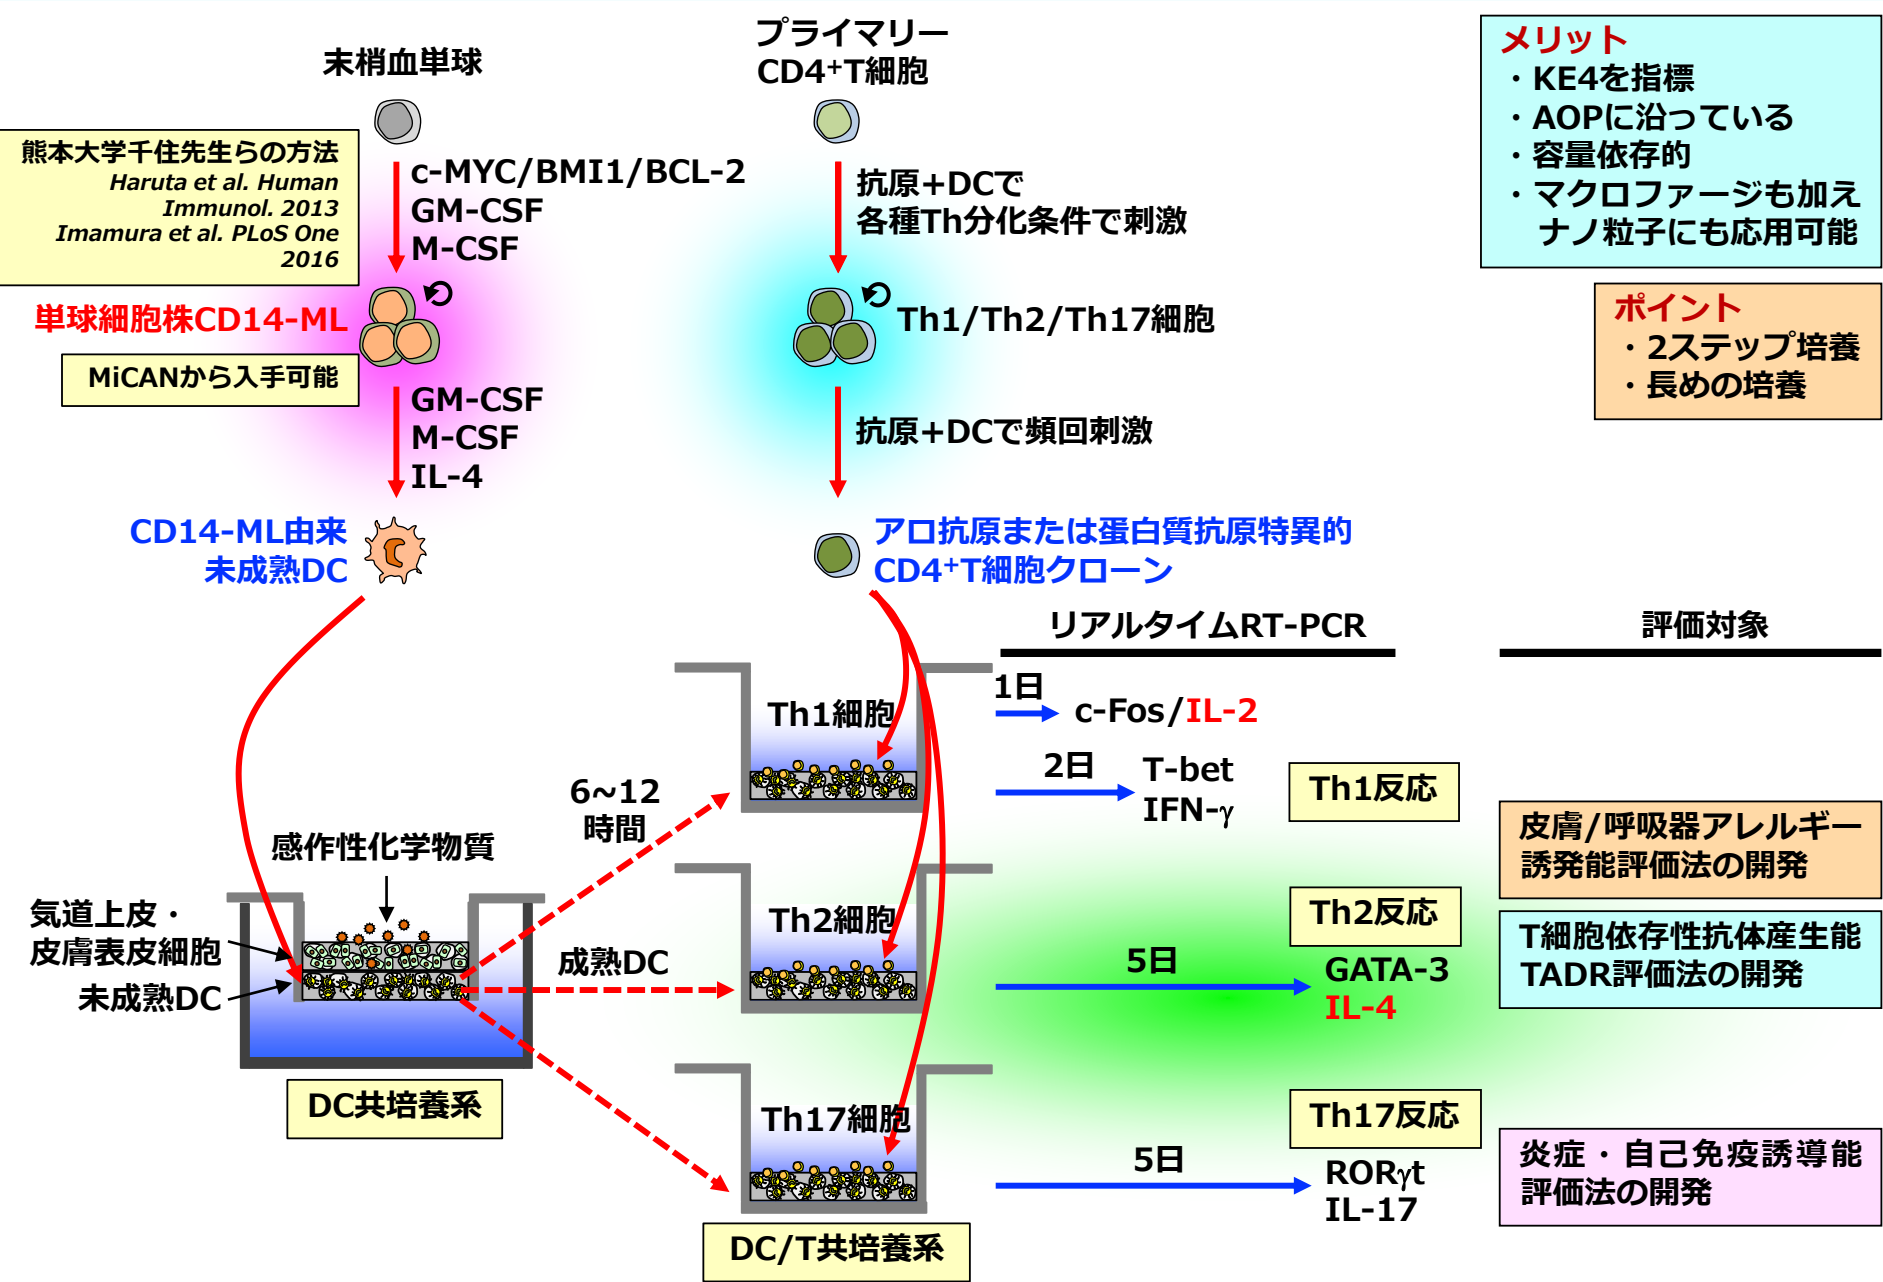 末梢血単球
プライマリー
CD4⁺T細胞
メリット
・KE4を指標
・AOPに沿っている
・容量依存的
・マクロファージも加え
ナノ粒子にも応用可能
熊本大学千住先生らの方法
Haruta et al. Human
Immunol. 2013
Imamura et al. PLoS One
2016
c-MYC/BMI1/BCL-2
GM-CSF
M-CSF
抗原+DCで
各種Th分化条件で刺激
ポイント
・2ステップ培養
・長めの培養
単球細胞株CD14-ML
Th1/Th2/Th17細胞
MiCANから入手可能
GM-CSF
M-CSF
IL-4
抗原+DCで頻回刺激
CD14-ML由来
未成熟DC
アロ抗原または蛋白質抗原特異的
CD4⁺T細胞クローン
リアルタイムRT-PCR
評価対象
Th1細胞
1日
c-Fos/IL-2
2日
T-bet
IFN-γ
Th1反応
6~12
時間
感作性化学物質
気道上皮・
皮膚表皮細胞
未成熟DC
成熟DC
DC共培養系
Th2細胞
5日
Th2反応
GATA-3
IL-4
皮膚/呼吸器アレルギー
誘発能評価法の開発
T細胞依存性抗体産生能
TADR評価法の開発
Th17細胞
5日
Th17反応
RORγt
IL-17
炎症・自己免疫誘導能
評価法の開発
DC/T共培養系